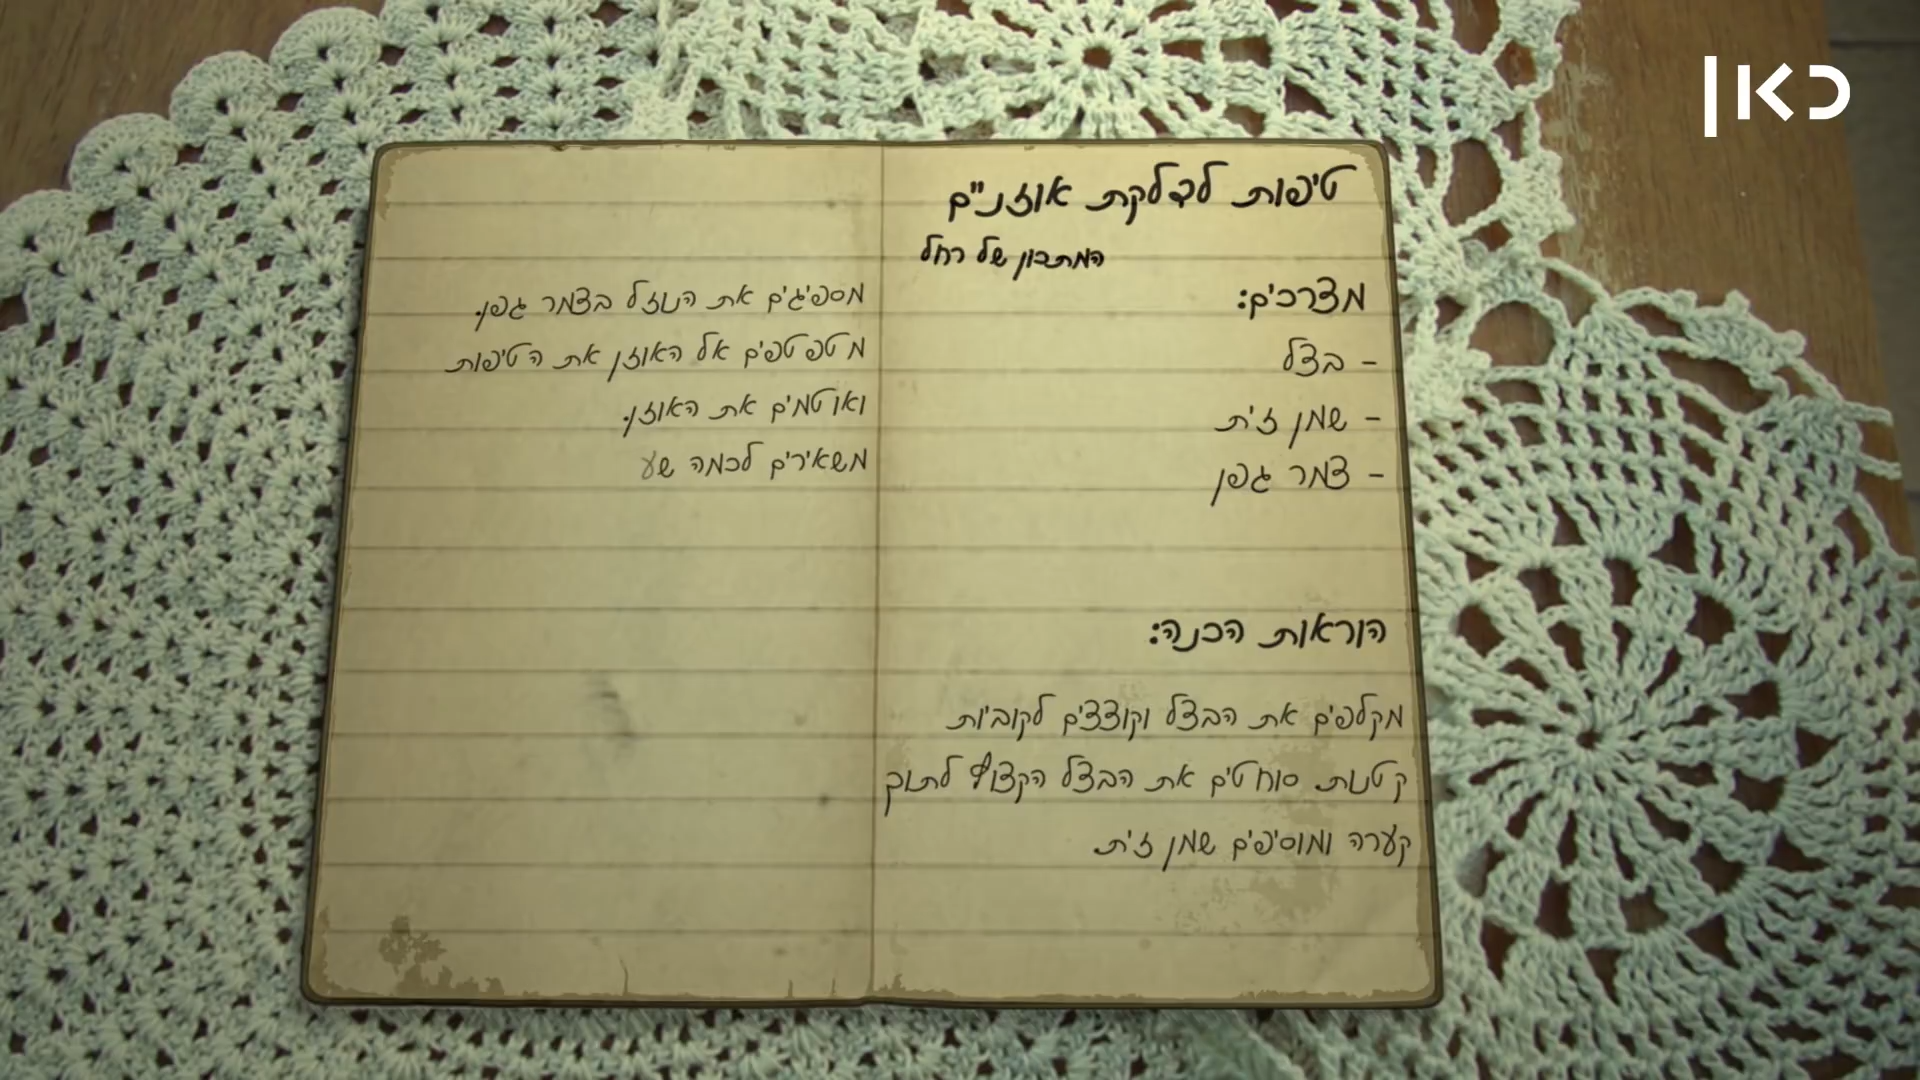 כאן
טיפות לדלקת אוזניים
המתכון של רחל
מצרכים:
- בצל
- שמן זית
- צמר גפן
הוראות הכנה:
מקלפים את הבצל וקוצצים לקוביות
קטנות. סוחטים את הבצל הקצוץ לתוך
קערה ומוסיפים שמן זית.
מספיגים את הנוזל בצמר גפן.
מטפטפים אל האוזן את הטיפות
ואוטמים את האוזן.
משאירים לכמה שע